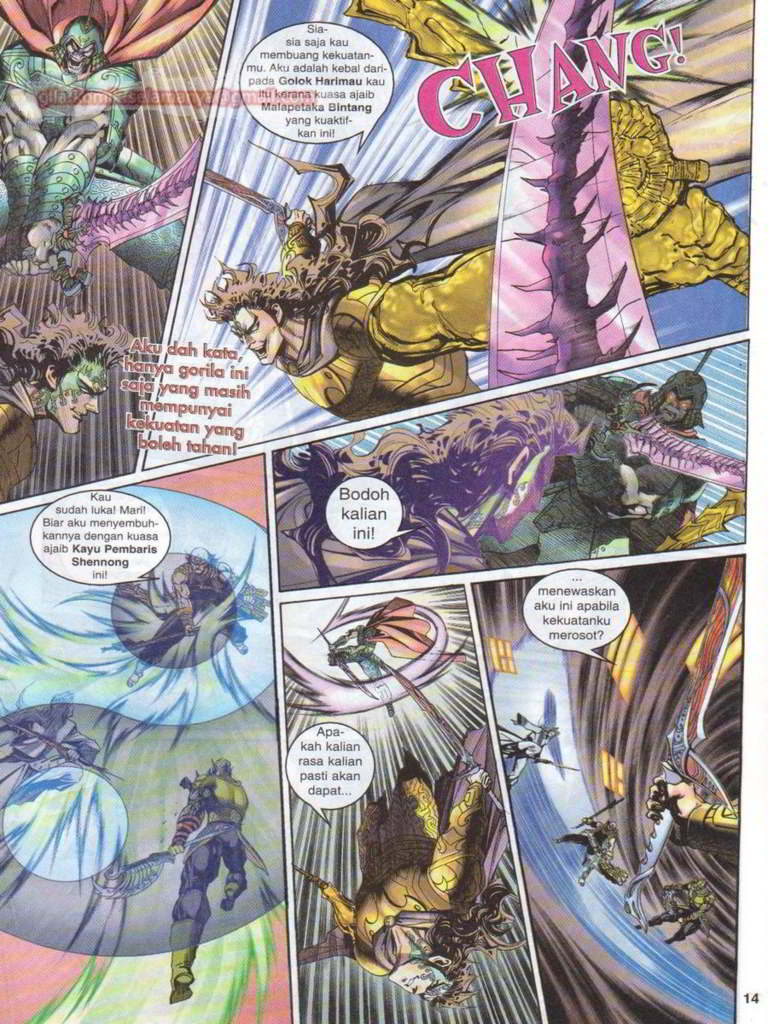 Sia-
sia saja kau
membuang kekuatan-
mu. Aku adalah kebal dari-
pada Golok Harimau kau
itu kerana kuasa ajaib
Malapetaka Bintang
yang kuaktif-
kan ini!
CHANG!
Aku dah kata,
hanya gorila ini
saja yang masih
mempunyai
kekuatan yang
boleh tahan!
Bodoh
kalian
ini!
Kau
sudah luka! Mari!
Biar aku menyembuh-
kannya dengan kuasa
ajaib Kayu Pembaris
Shennong
ini!
Apa-
kah kalian
rasa kalian
pasti akan
dapat...
...
menewaskan
aku ini apabila
kekuatanku
merosot?
14